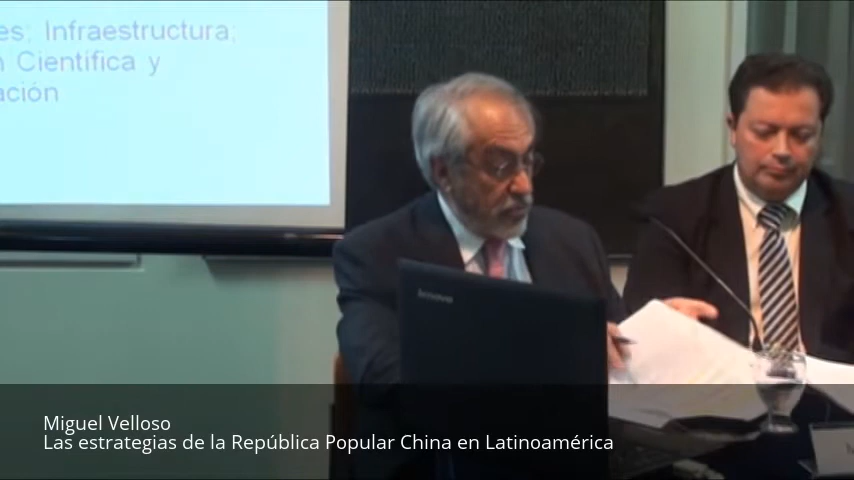 es; Infraestructura;
Científica y
ación
lenovo
Miguel Velloso
Las estrategias de la República Popular China en Latinoamérica